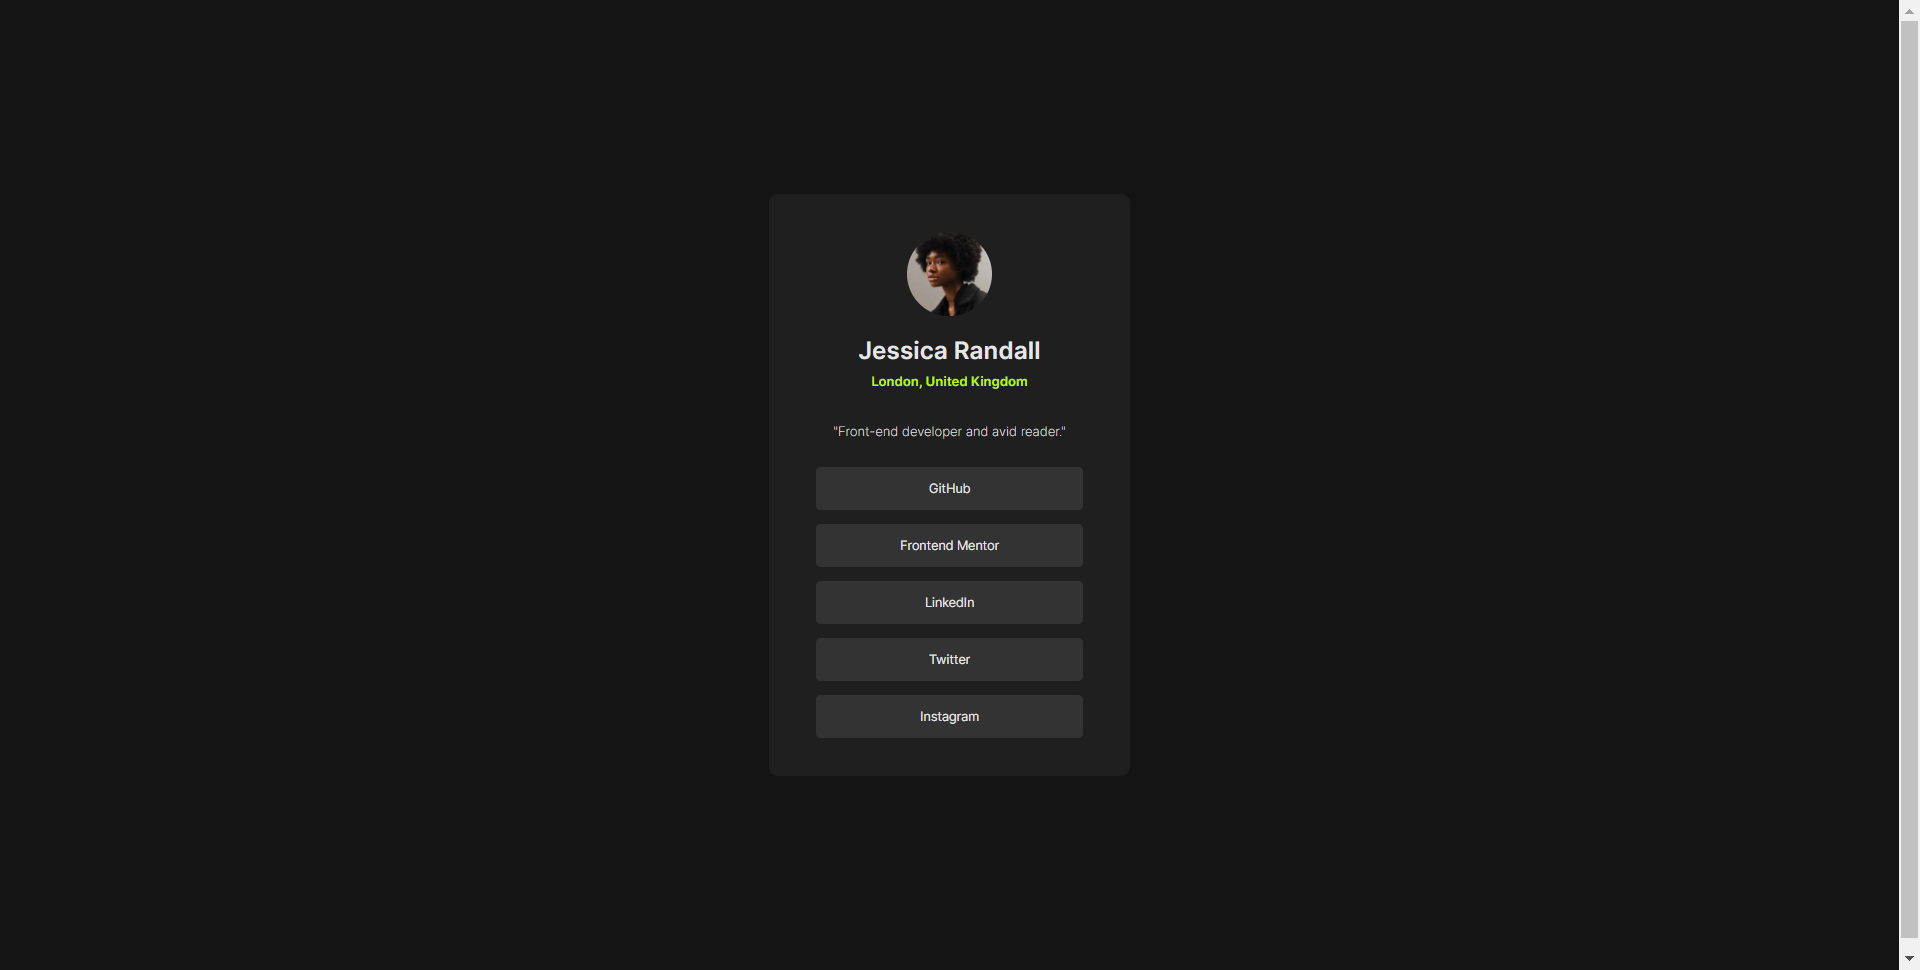 Jessica Randall
London, United Kingdom
"Front-end developer and avid reader."
GitHub
Frontend Mentor
LinkedIn
Twitter
Instagram